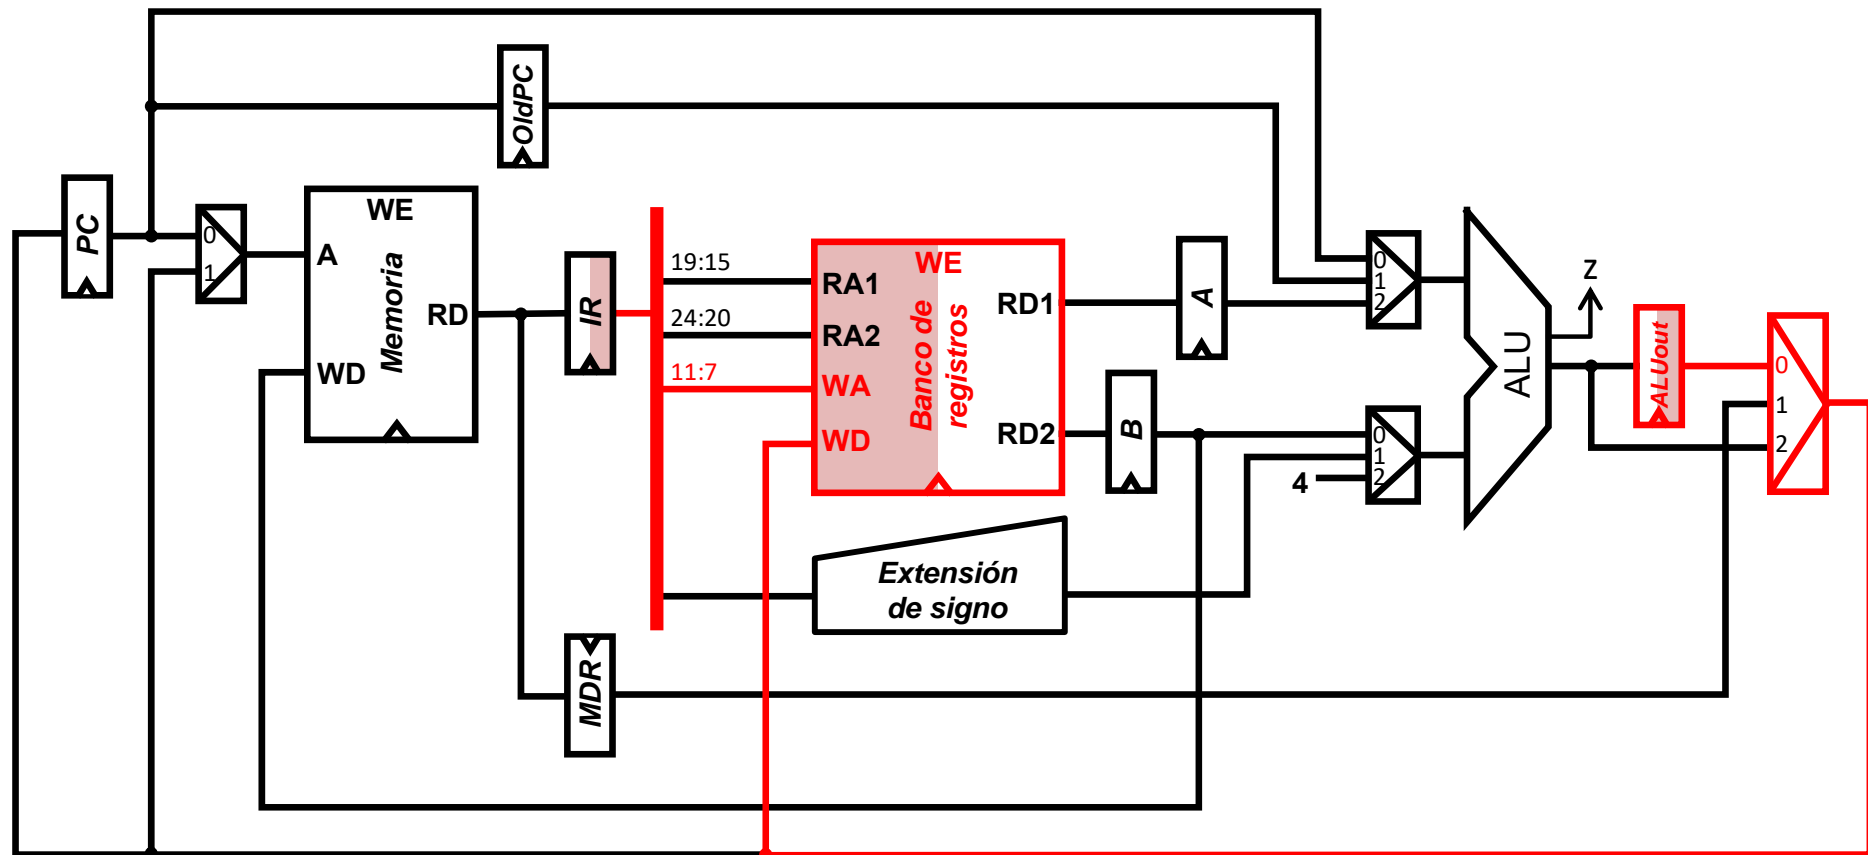 OldPC
PC
0
1
WE
A
Memoria
RD
WD
IR
19:15
RA1
24:20
RA2
11:7
WA
WD
WE
Banco de
registros
RD1
RD2
A
B
0
1
2
0
1
2
4
ALU
Z
ALUout
0
1
2
Extensión
de signo
MDR